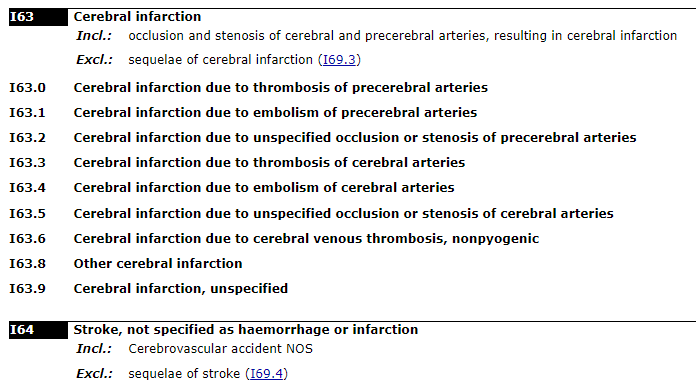 I63 Cerebral infarction
Incl.: occlusion and stenosis of cerebral and precerebral arteries, resulting in cerebral infarction
Excl.: sequelae of cerebral infarction (I69.3)
I63.0 Cerebral infarction due to thrombosis of precerebral arteries
I63.1 Cerebral infarction due to embolism of precerebral arteries
I63.2 Cerebral infarction due to unspecified occlusion or stenosis of precerebral arteries
I63.3 Cerebral infarction due to thrombosis of cerebral arteries
I63.4 Cerebral infarction due to embolism of cerebral arteries
I63.5 Cerebral infarction due to unspecified occlusion or stenosis of cerebral arteries
I63.6 Cerebral infarction due to cerebral venous thrombosis, nonpyogenic
I63.8 Other cerebral infarction
I63.9 Cerebral infarction, unspecified
I64 Stroke, not specified as haemorrhage or infarction
Incl.: Cerebrovascular accident NOS
Excl.: sequelae of stroke (I69.4)